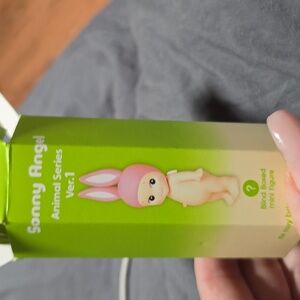 Sonny Angel
Animal Series
Ver.1
?
Blind Boxed
mini figure